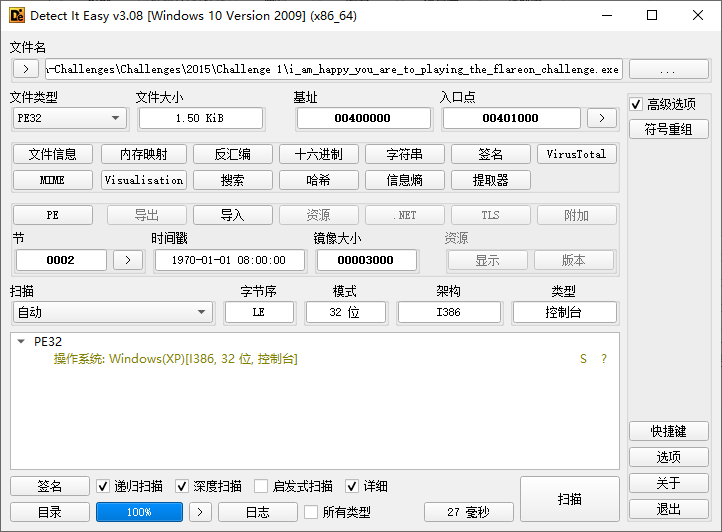 Detect It Easy v3.08 [Windows 10 Version 2009] (x86_64)
文件名
> n-Challenges\Challenges\2015\Challenge 1\i_am_happy_you_are_to_playing_the_flareon_challenge.exe ...
文件类型 文件大小 基址 入口点 高级选项
PE32 1.50 KiB 00400000 00401000 > 符号重组
文件信息 内存映射 反汇编 十六进制 字符串 签名 VirusTotal
MIME Visualisation 搜索 哈希 信息熵 提取器
PE 导出 导入 资源 .NET TLS 附加
节 时间戳 镜像大小 资源
0002 > 1970-01-01 08:00:00 00003000 显示 版本
扫描 字节序 模式 架构 类型
自动 LE 32 位 I386 控制台
PE32
操作系统: Windows(XP)[I386, 32 位, 控制台] S ?
快捷键
选项
关于
退出
签名 递归扫描 深度扫描 启发式扫描 详细 扫描
目录 100% > 日志 所有类型 27 毫秒